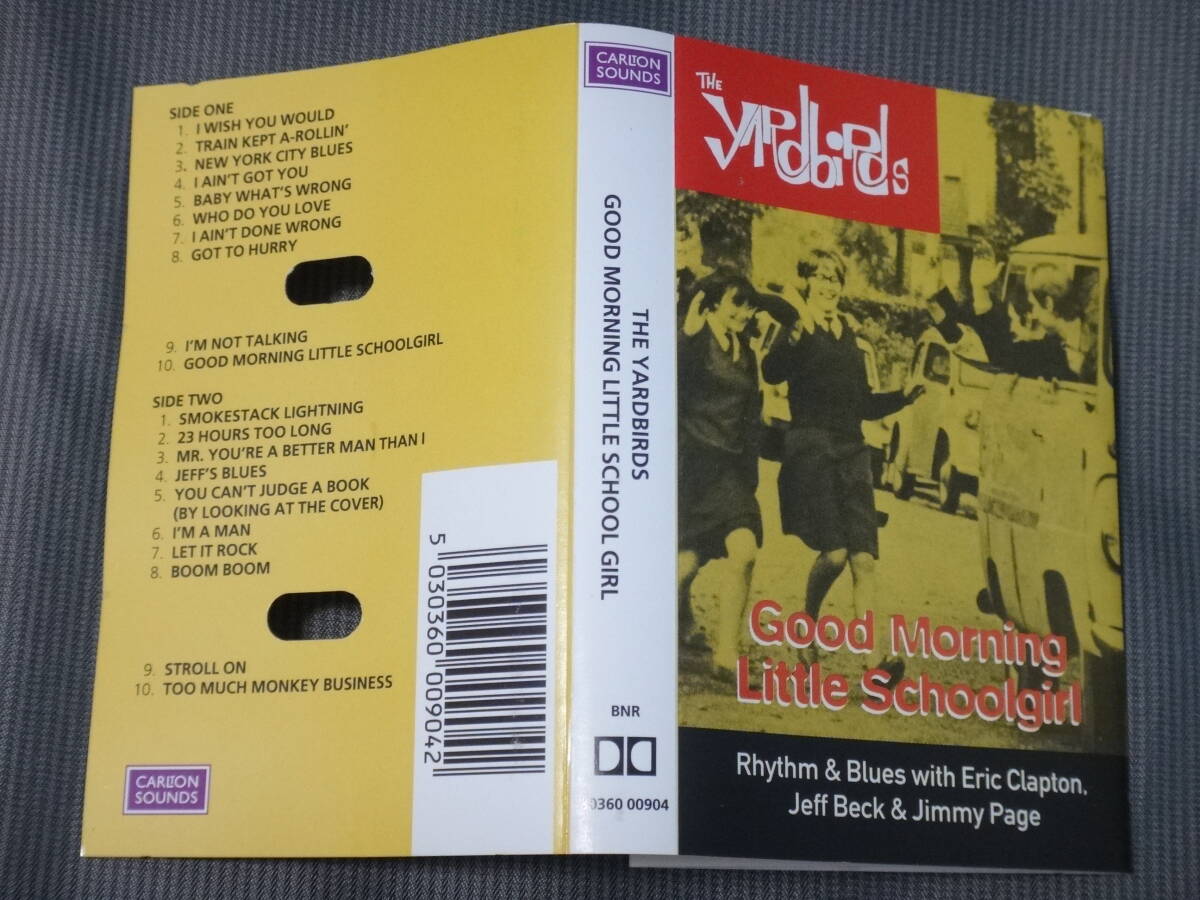 SIDE ONE
1. I WISH YOU WOULD
2. TRAIN KEPT A-ROLLIN'
3. NEW YORK CITY BLUES
4. I AIN'T GOT YOU
5. BABY WHAT'S WRONG
6. WHO DO YOU LOVE
7. I AIN'T DONE WRONG
8. GOT TO HURRY
9. I'M NOT TALKING
10. GOOD MORNING LITTLE SCHOOLGIRL
SIDE TWO
1. SMOKESTACK LIGHTNING
2. 23 HOURS TOO LONG
3. MR. YOU'RE A BETTER MAN THAN I
4. JEFF'S BLUES
5. YOU CAN'T JUDGE A BOOK
(BY LOOKING AT THE COVER)
6. I'M A MAN
7. LET IT ROCK
8. BOOM BOOM
9. STROLL ON
10. TOO MUCH MONKEY BUSINESS
CARLTON
SOUNDS
5 030360 009042
CARLTON
SOUNDS
THE YARDBIRDS
GOOD MORNING LITTLE SCHOOL GIRL
BNR
0360 00904
THE
YARDBIRDS
Good Morning
Little Schoolgirl
Rhythm & Blues with Eric Clapton,
Jeff Beck & Jimmy Page